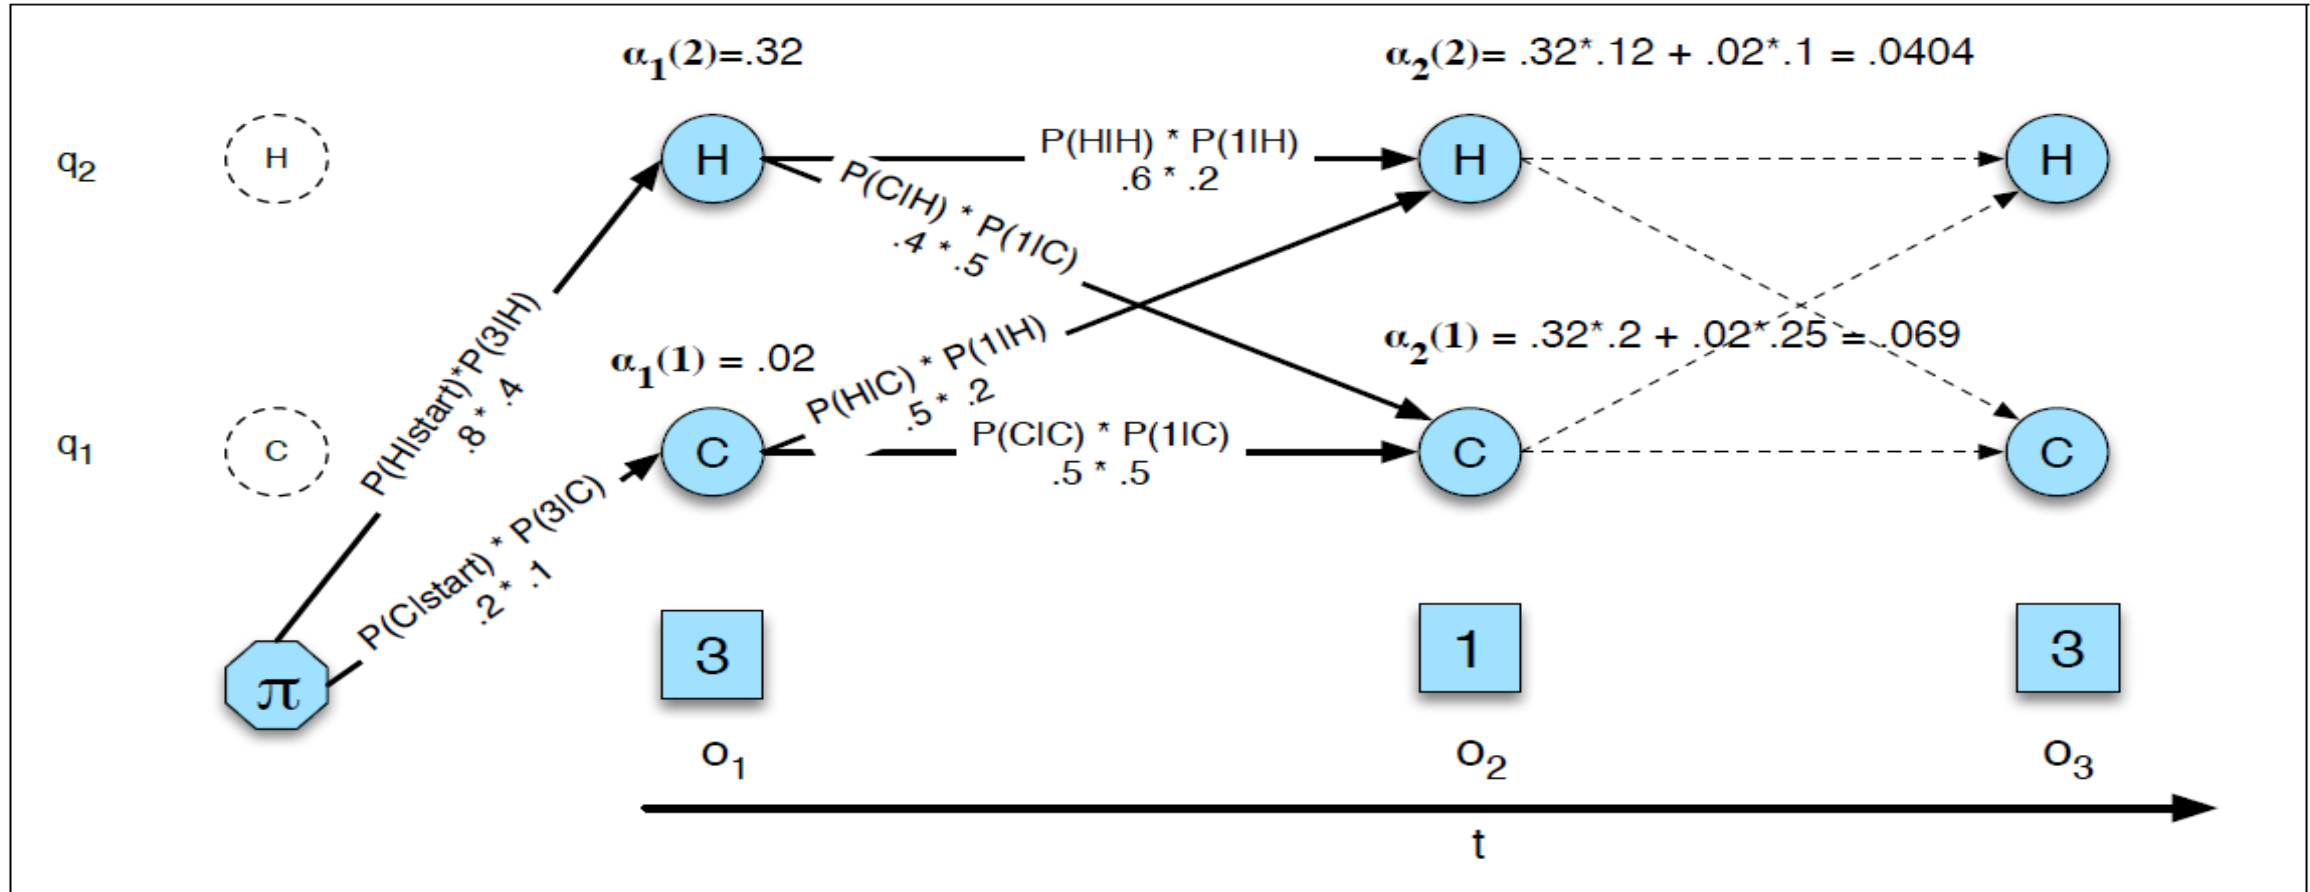 α1(2)=.32
α2(2)= .32*.12 + .02*.1 = .0404
q2
H
H
P(H|H) * P(1|H)
.6 * .2
H
H
P(C|H) * P(1|C)
.4 * .5
P(H|start)*P(3|H)
.8* .4
α1(1) = .02
P(H|C) * P(1|H)
.5 * .2
α2(1) = .32*.2 + .02*.25 = .069
q1
C
C
P(C|C) * P(1|C)
.5 * .5
C
C
P(C|start) * P(3|C)
.2* .1
π
3
1
3
o1
o2
o3
t